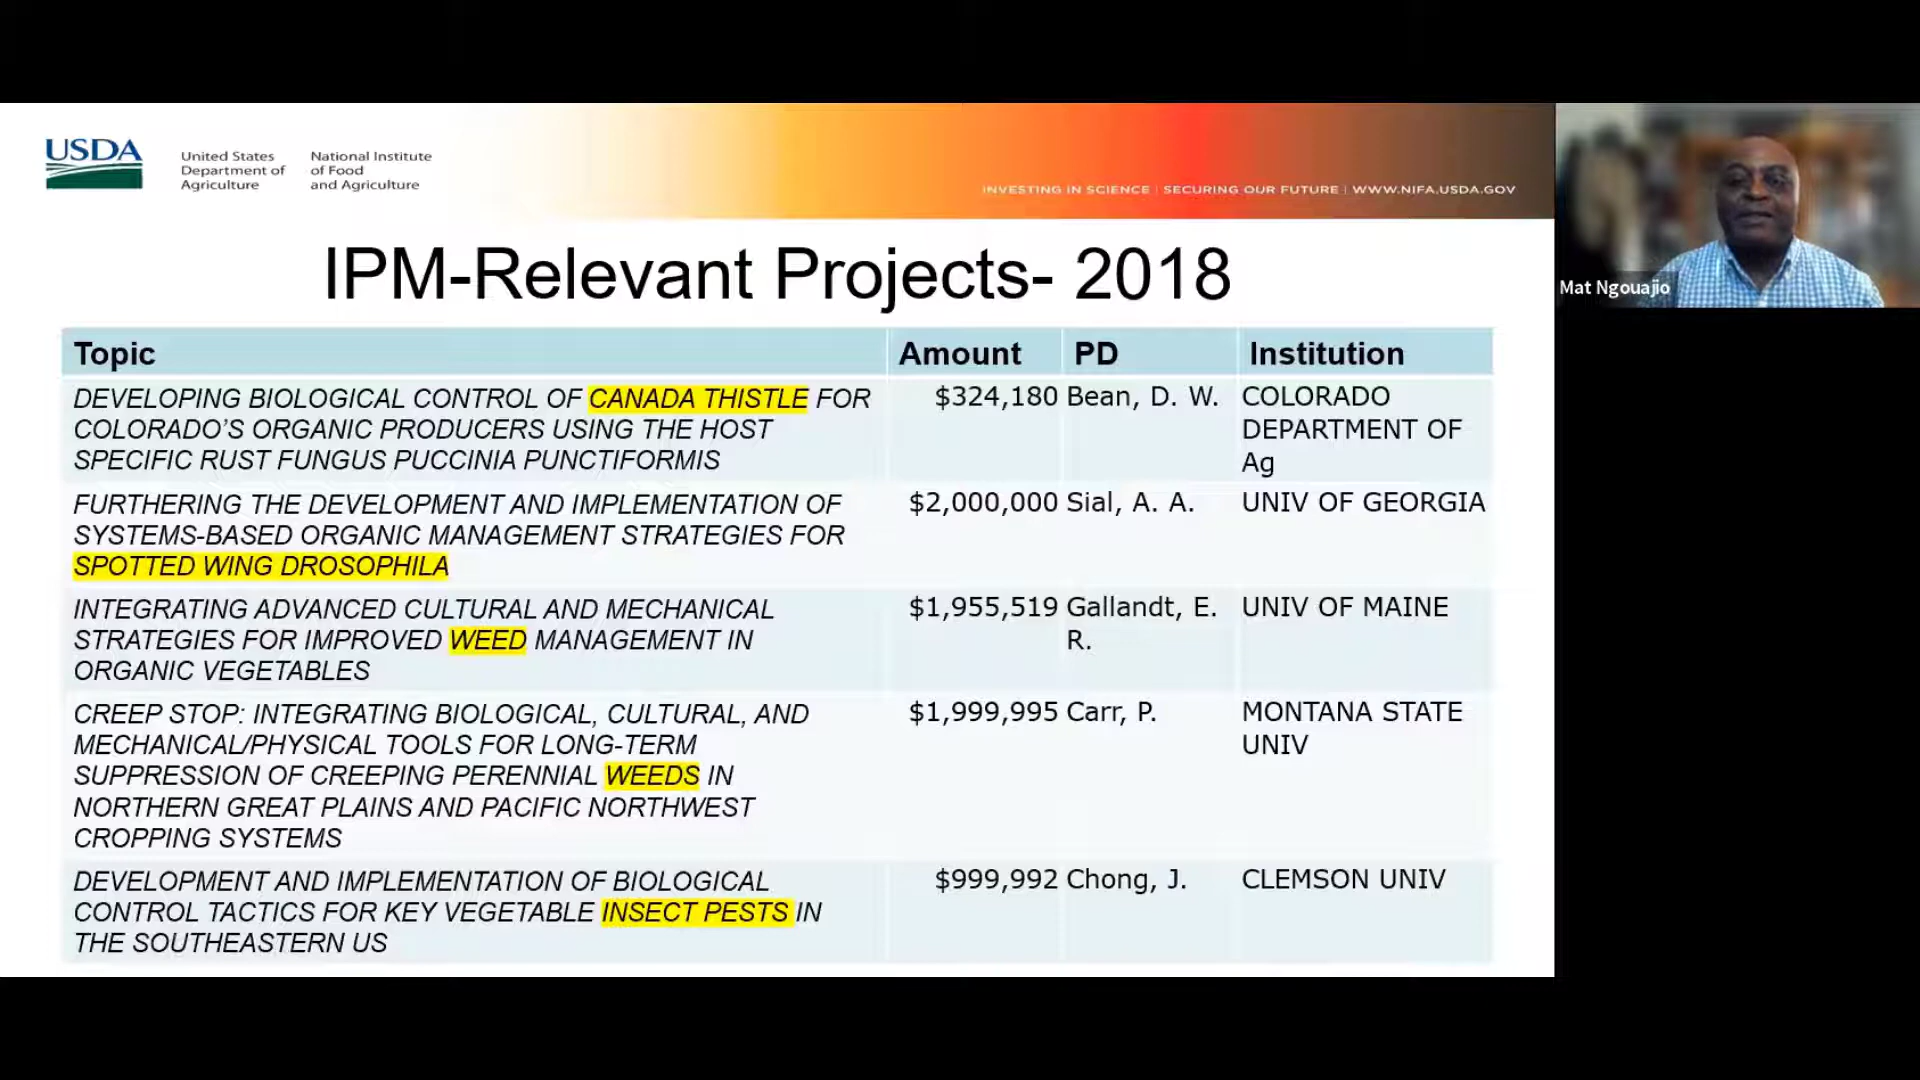 USDA
United States
Department of
Agriculture
National Institute
of Food
and Agriculture
INVESTING IN SCIENCE | SECURING OUR FUTURE | WWW.NIFA.USDA.GOV
Mat Ngouajio
IPM-Relevant Projects- 2018
Topic Amount PD Institution
DEVELOPING BIOLOGICAL CONTROL OF CANADA THISTLE FOR
COLORADO'S ORGANIC PRODUCERS USING THE HOST
SPECIFIC RUST FUNGUS PUCCINIA PUNCTIFORMIS
$324,180
Bean, D. W.
COLORADO
DEPARTMENT OF
Ag
FURTHERING THE DEVELOPMENT AND IMPLEMENTATION OF
SYSTEMS-BASED ORGANIC MANAGEMENT STRATEGIES FOR
SPOTTED WING DROSOPHILA
$2,000,000
Sial, A. A.
UNIV OF GEORGIA
INTEGRATING ADVANCED CULTURAL AND MECHANICAL
STRATEGIES FOR IMPROVED WEED MANAGEMENT IN
ORGANIC VEGETABLES
$1,955,519
Gallandt, E.
R.
UNIV OF MAINE
CREEP STOP: INTEGRATING BIOLOGICAL, CULTURAL, AND
MECHANICAL/PHYSICAL TOOLS FOR LONG-TERM
SUPPRESSION OF CREEPING PERENNIAL WEEDS IN
NORTHERN GREAT PLAINS AND PACIFIC NORTHWEST
CROPPING SYSTEMS
$1,999,995
Carr, P.
MONTANA STATE
UNIV
DEVELOPMENT AND IMPLEMENTATION OF BIOLOGICAL
CONTROL TACTICS FOR KEY VEGETABLE INSECT PESTS IN
THE SOUTHEASTERN US
$999,992
Chong, J.
CLEMSON UNIV